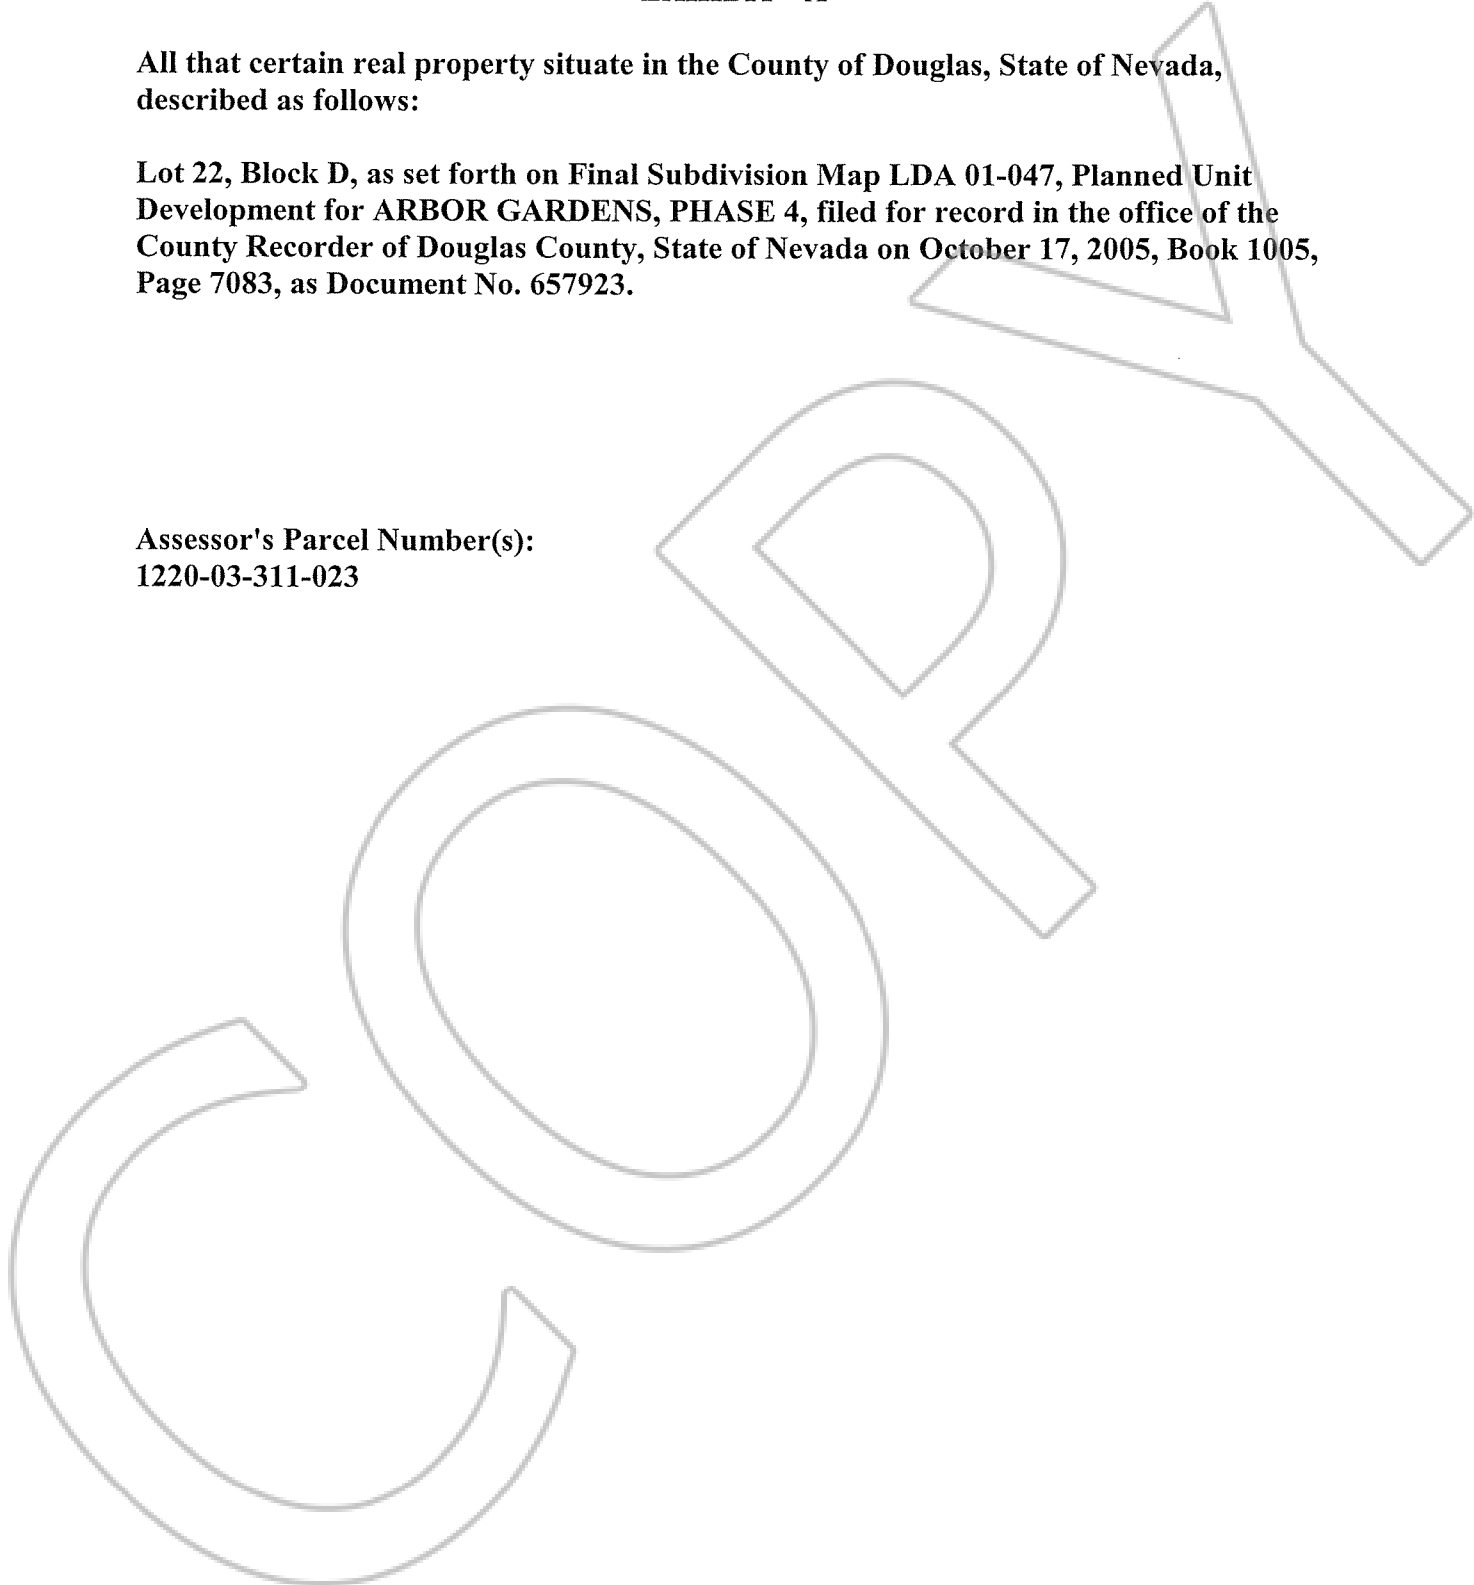 All that certain real property situate in the County of Douglas, State of Nevada,
described as follows:
Lot 22, Block D, as set forth on Final Subdivision Map LDA 01-047, Planned Unit
Development for ARBOR GARDENS, PHASE 4, filed for record in the office of the
County Recorder of Douglas County, State of Nevada on October 17, 2005, Book 1005,
Page 7083, as Document No. 657923.
Assessor's Parcel Number(s):
1220-03-311-023
COPY